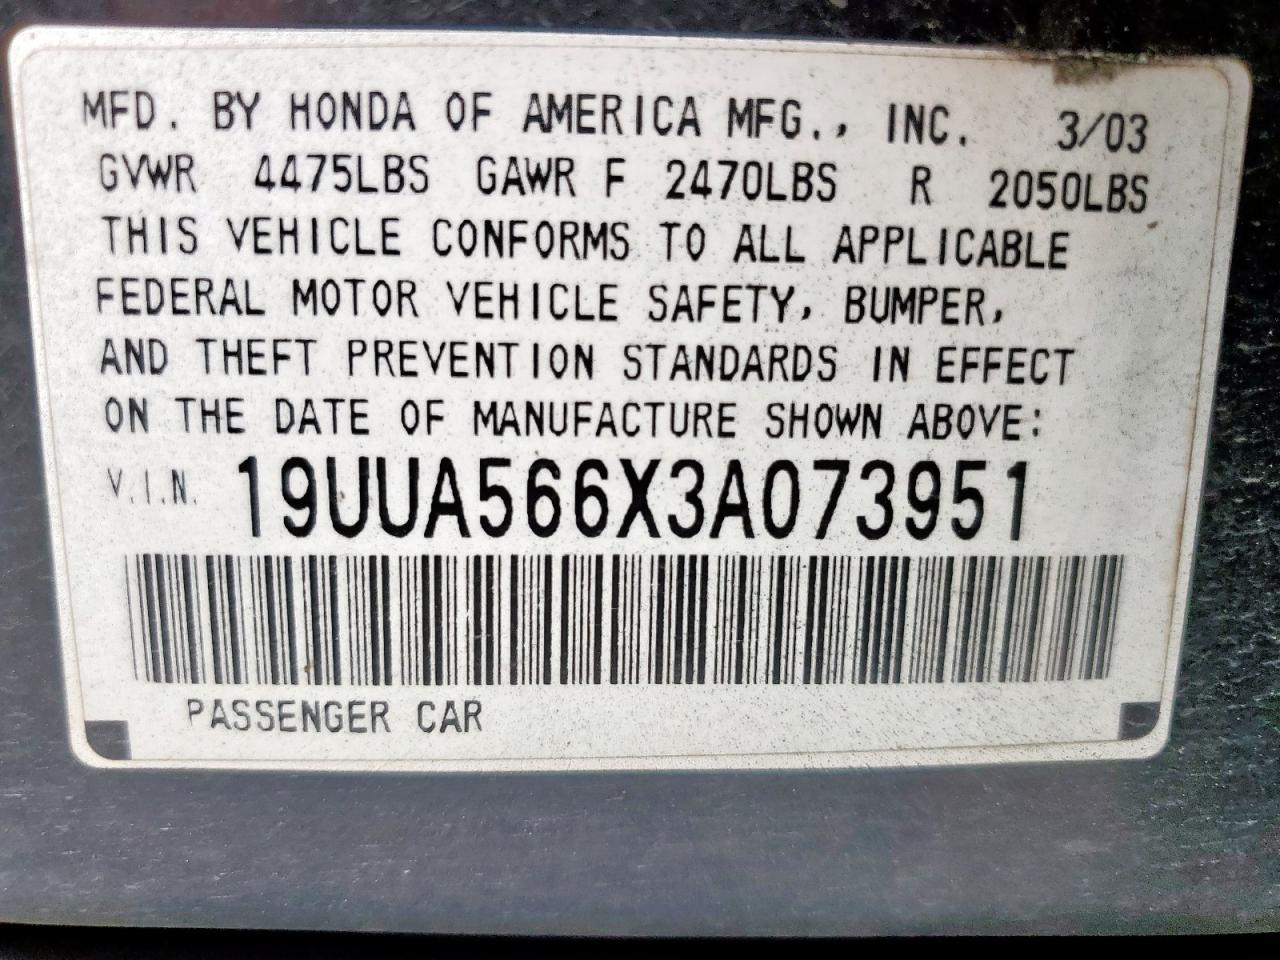 MFD. BY HONDA OF AMERICA MFG., INC. 3/03
GVWR 4475LBS GAWR F 2470LBS R 2050LBS
THIS VEHICLE CONFORMS TO ALL APPLICABLE
FEDERAL MOTOR VEHICLE SAFETY, BUMPER,
AND THEFT PREVENTION STANDARDS IN EFFECT
ON THE DATE OF MANUFACTURE SHOWN ABOVE:
V.I.N. 19UUA566X3A073951
PASSENGER CAR